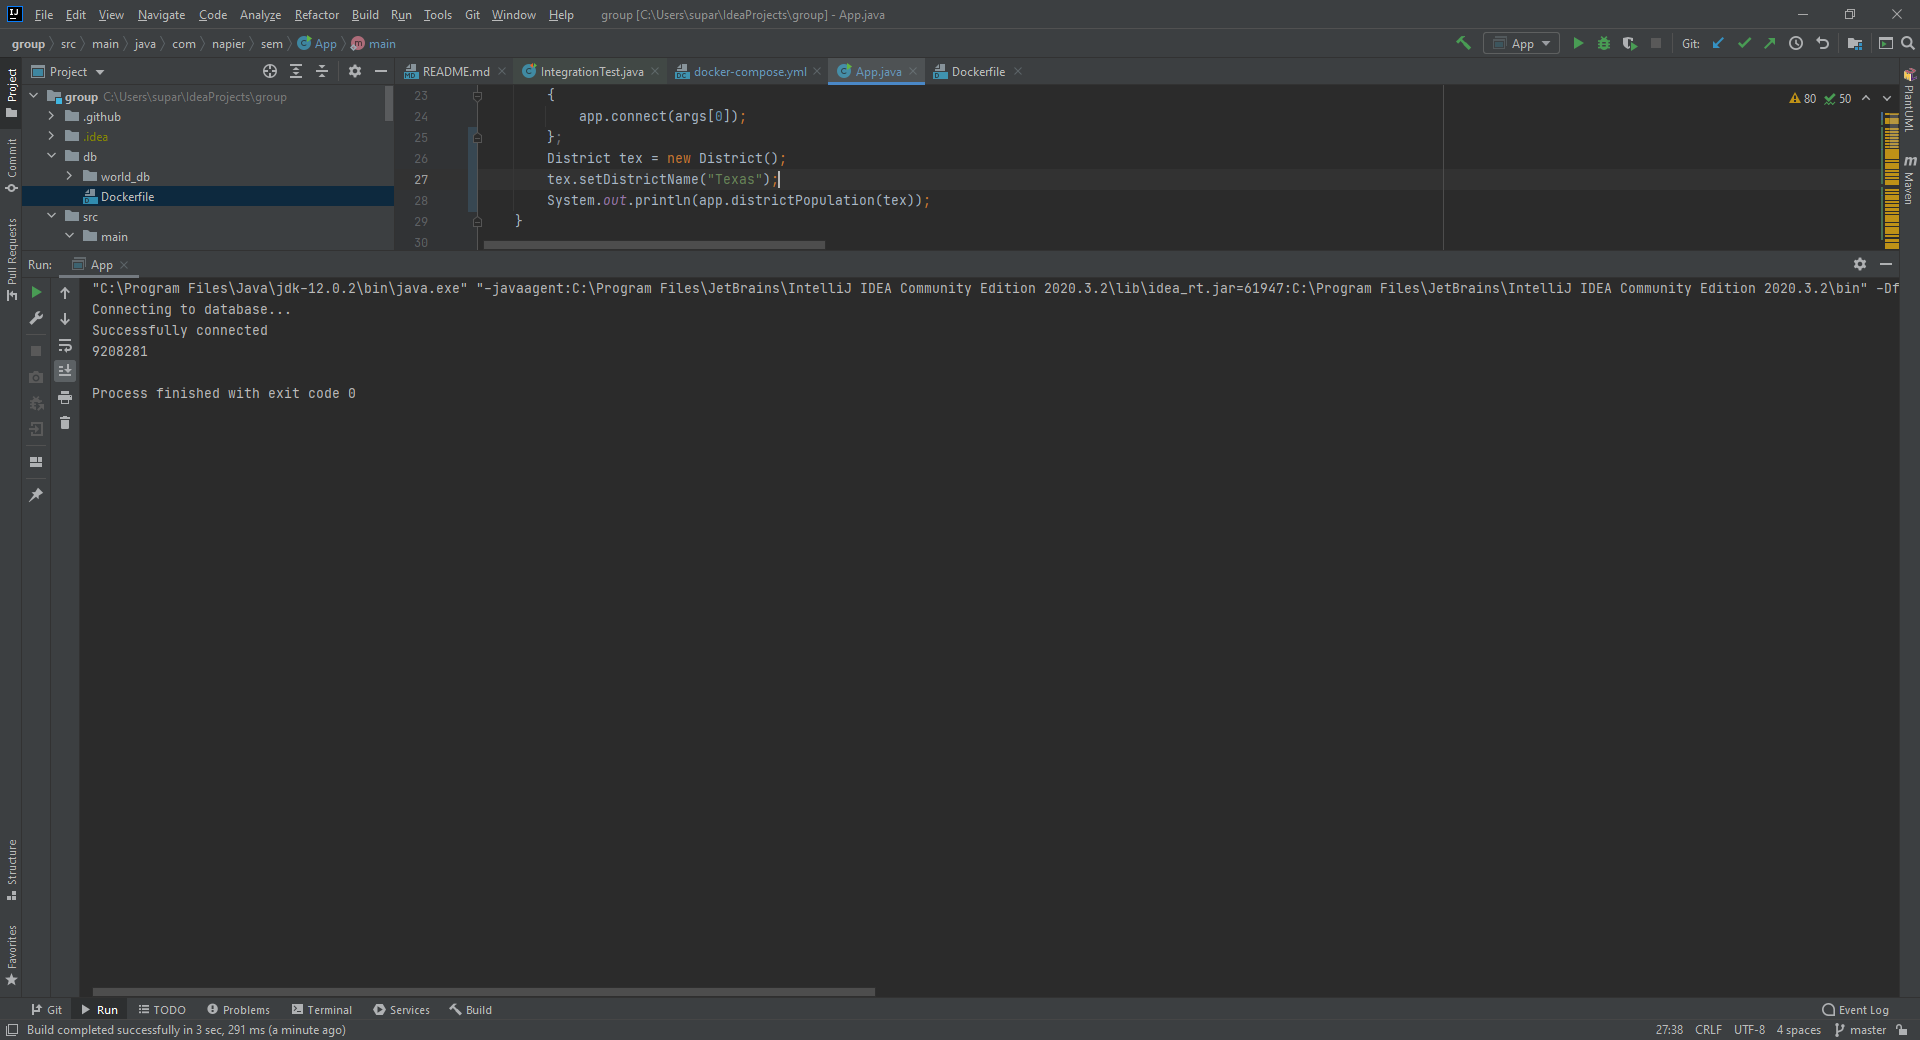 File Edit View Navigate Code Analyze Refactor Build Run Tools Git Window Help group [C:\Users\supar\IdeaProjects\group] - App.java
group src main java com napier sem App main App Git:
Project README.md IntegrationTest.java docker-compose.yml App.java Dockerfile
group C:\Users\supar\IdeaProjects\group
.github
.idea
db
world_db
Dockerfile
src
main
23 {
24 app.connect(args[0]);
25 };
26 District tex = new District();
27 tex.setDistrictName("Texas");
28 System.out.println(app.districtPopulation(tex));
29 }
30
80 50
Run: App
"C:\Program Files\Java\jdk-12.0.2\bin\java.exe" "-javaagent:C:\Program Files\JetBrains\IntelliJ IDEA Community Edition 2020.3.2\lib\idea_rt.jar=61947:C:\Program Files\JetBrains\IntelliJ IDEA Community Edition 2020.3.2\bin" -Df
Connecting to database...
Successfully connected
9208281
Process finished with exit code 0
Project
Commit
Pull Requests
Structure
Favorites
PlantUML
Maven
Git Run TODO Problems Terminal Services Build Event Log
Build completed successfully in 3 sec, 291 ms (a minute ago) 27:38 CRLF UTF-8 4 spaces master